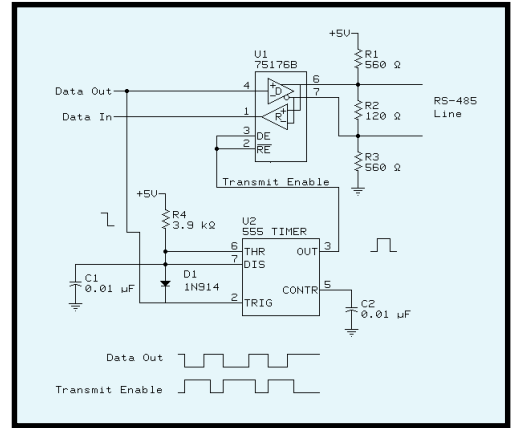 +5V
R1
560 Ω
U1
75176B
6
7
4
D
Data Out
R2
120 Ω
RS-485
Line
Data In
1
R
3
DE
2
RE
R3
560 Ω
Transmit Enable
+5V
R4
3.9 kΩ
U2
555 TIMER
6
THR
OUT
3
7
DIS
C1
0.01 µF
D1
1N914
CONTR
5
2
TRIG
C2
0.01 µF
Data Out
Transmit Enable